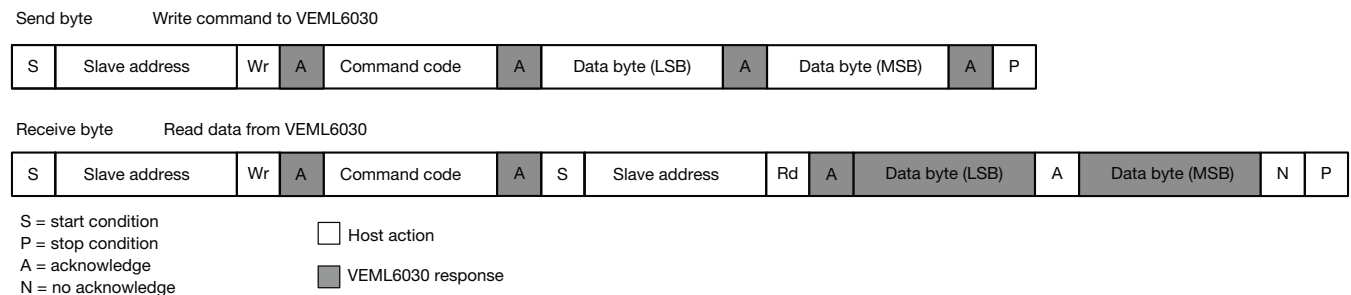 Send byte Write command to VEML6030
S Slave address Wr A Command code A Data byte (LSB) A Data byte (MSB) A P
Receive byte Read data from VEML6030
S Slave address Wr A Command code A S Slave address Rd A Data byte (LSB) A Data byte (MSB) N P
S = start condition
P = stop condition
A = acknowledge
N = no acknowledge
Host action
VEML6030 response